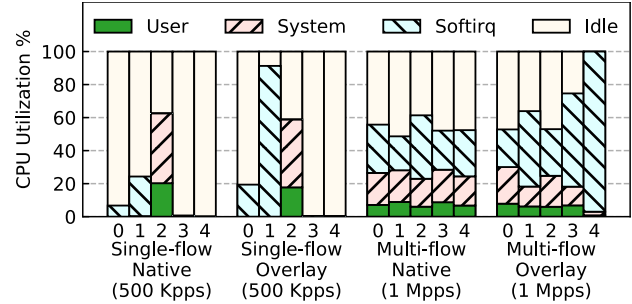 User System Softirq Idle
CPU Utilization %
100
80
60
40
20
0
0 1 2 3 4 0 1 2 3 4 0 1 2 3 4 0 1 2 3 4
Single-flow Single-flow Multi-flow Multi-flow
Native Overlay Native Overlay
(500 Kpps) (500 Kpps) (1 Mpps) (1 Mpps)